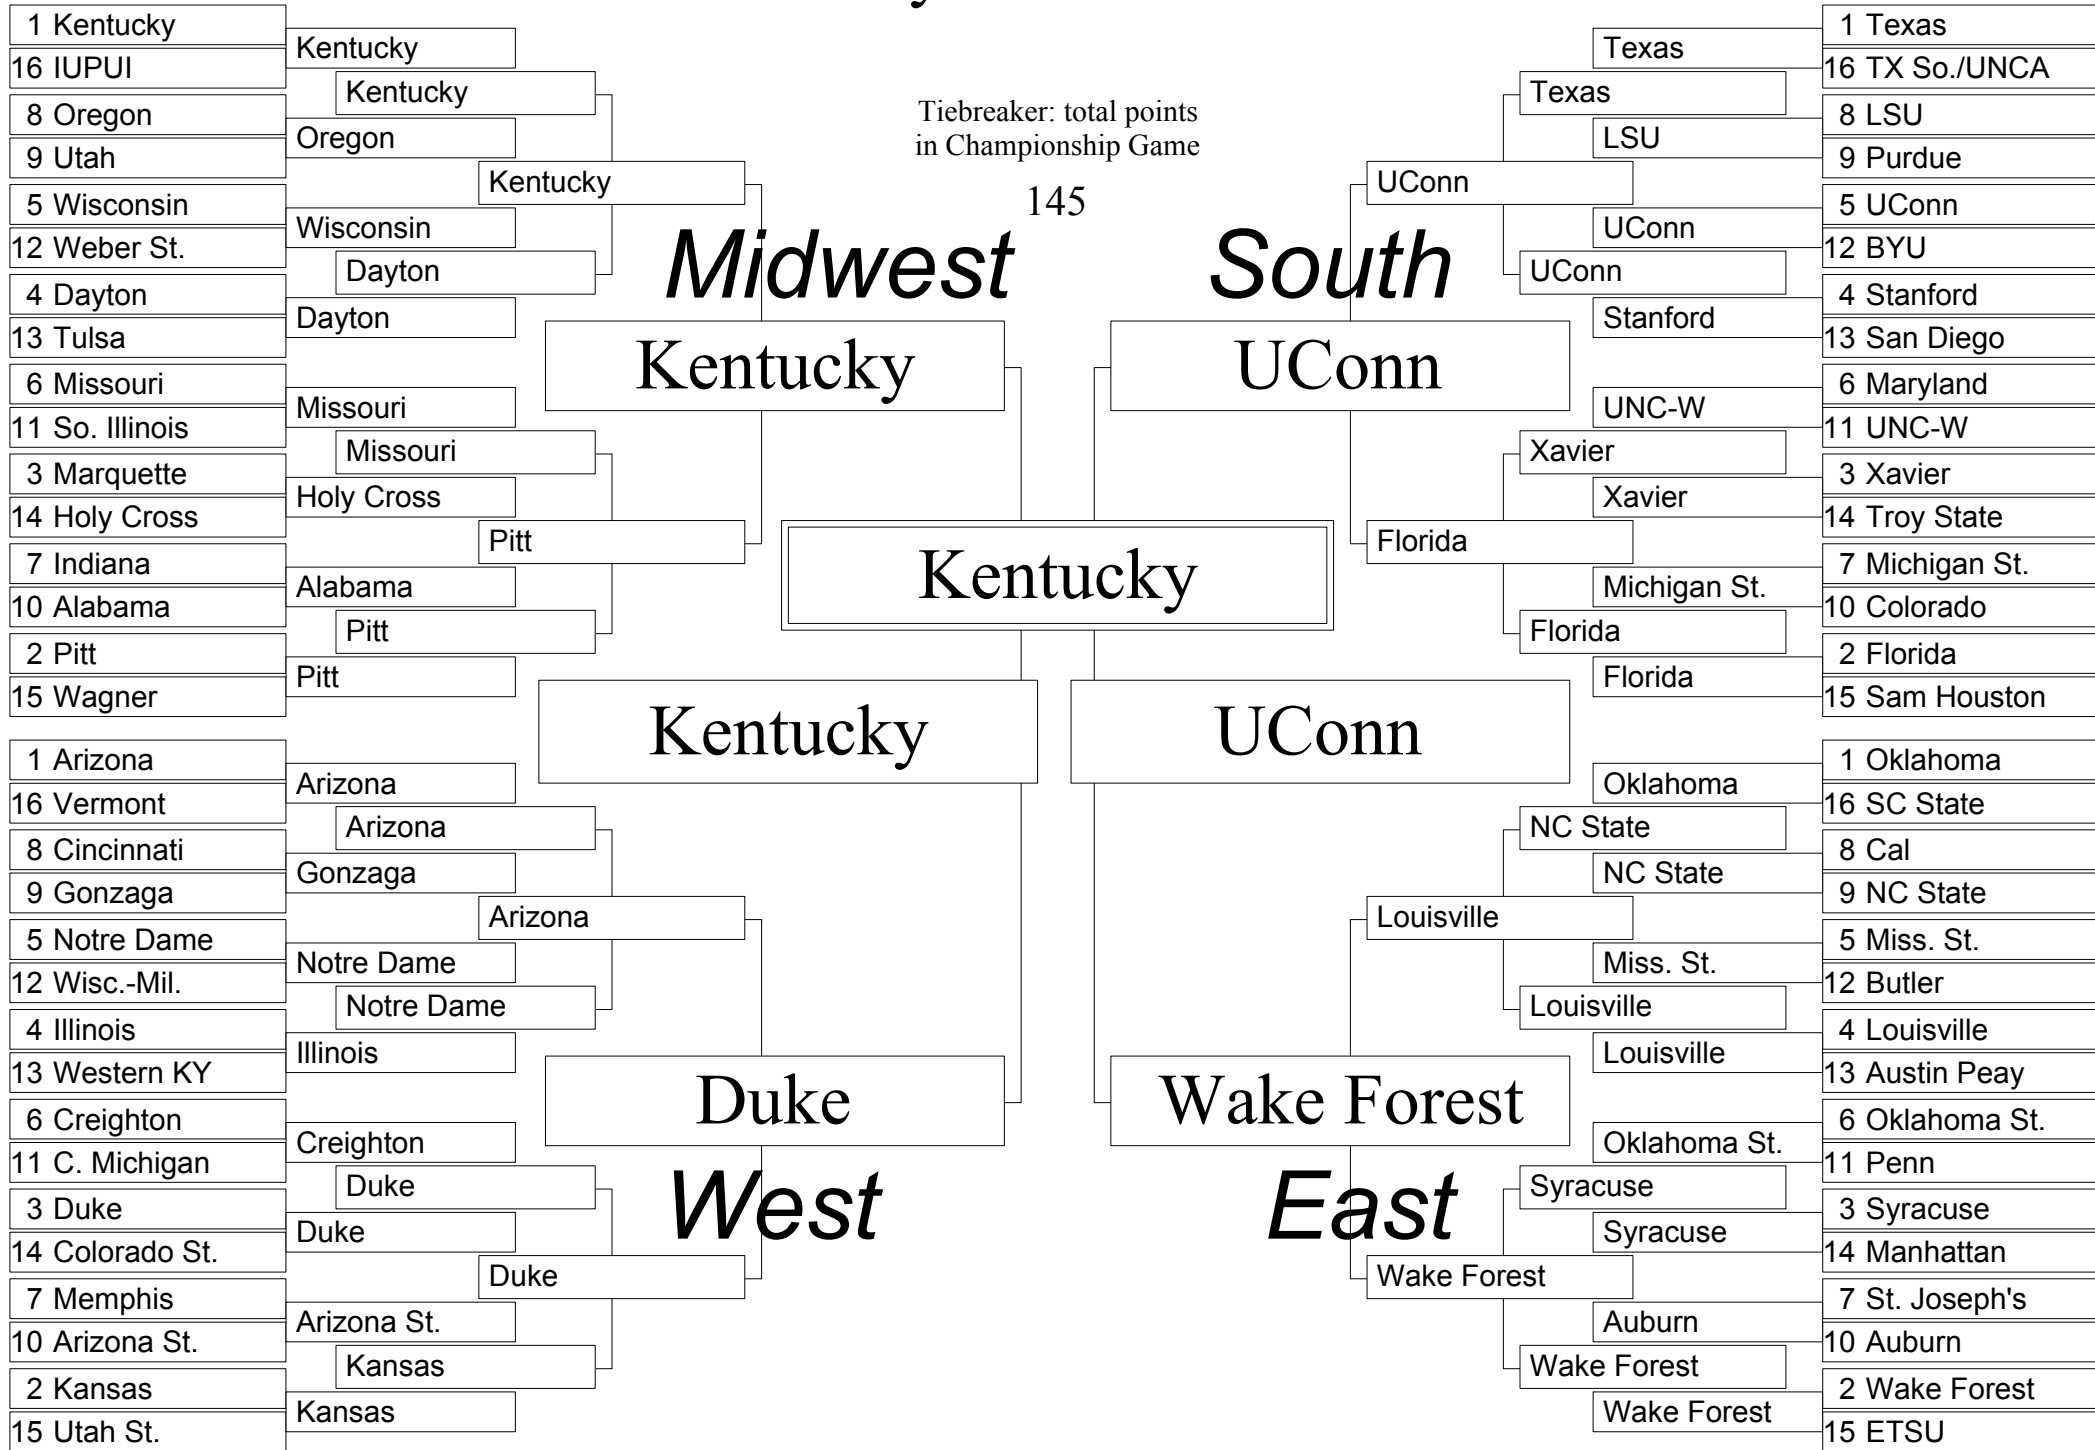 1 Kentucky
16 IUPUI
8 Oregon
9 Utah
5 Wisconsin
12 Weber St.
4 Dayton
13 Tulsa
6 Missouri
11 So. Illinois
3 Marquette
14 Holy Cross
7 Indiana
10 Alabama
2 Pitt
15 Wagner
Kentucky
Oregon
Wisconsin
Dayton
Missouri
Holy Cross
Alabama
Pitt
Kentucky
Dayton
Missouri
Pitt
Kentucky
Pitt
Midwest
Kentucky
1 Arizona
16 Vermont
8 Cincinnati
9 Gonzaga
5 Notre Dame
12 Wisc.-Mil.
4 Illinois
13 Western KY
6 Creighton
11 C. Michigan
3 Duke
14 Colorado St.
7 Memphis
10 Arizona St.
2 Kansas
15 Utah St.
Arizona
Gonzaga
Notre Dame
Illinois
Creighton
Duke
Arizona St.
Kansas
Arizona
Notre Dame
Duke
Kansas
Arizona
Duke
Duke
West
Tiebreaker: total points
in Championship Game
145
Kentucky
Kentucky
UConn
South
UConn
UConn
Florida
Texas
UConn
Xavier
Florida
Texas
LSU
UConn
Stanford
UNC-W
Xavier
Michigan St.
Florida
1 Texas
16 TX So./UNCA
8 LSU
9 Purdue
5 UConn
12 BYU
4 Stanford
13 San Diego
6 Maryland
11 UNC-W
3 Xavier
14 Troy State
7 Michigan St.
10 Colorado
2 Florida
15 Sam Houston
Wake Forest
East
Louisville
Wake Forest
NC State
Louisville
Syracuse
Wake Forest
Oklahoma
NC State
Miss. St.
Louisville
Oklahoma St.
Syracuse
Auburn
Wake Forest
1 Oklahoma
16 SC State
8 Cal
9 NC State
5 Miss. St.
12 Butler
4 Louisville
13 Austin Peay
6 Oklahoma St.
11 Penn
3 Syracuse
14 Manhattan
7 St. Joseph's
10 Auburn
2 Wake Forest
15 ETSU